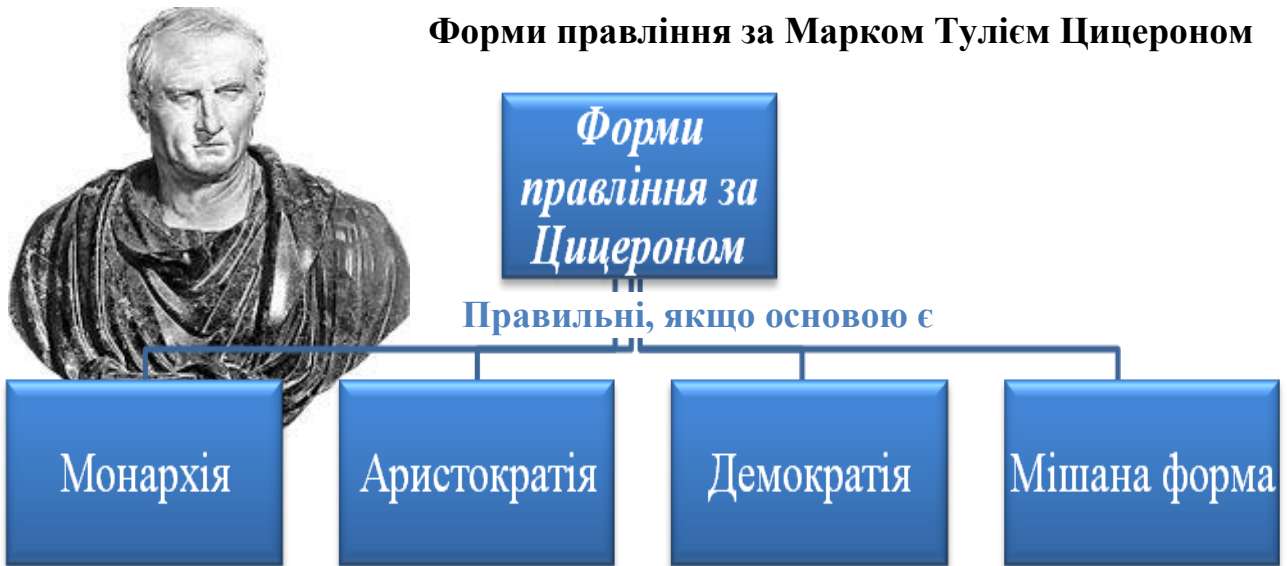 Форми правління за Марком Тулієм Цицероном
Форми
правління за
Цицероном
Правильні, якщо основою є
Монархія
Аристократія
Демократія
Мішана форма